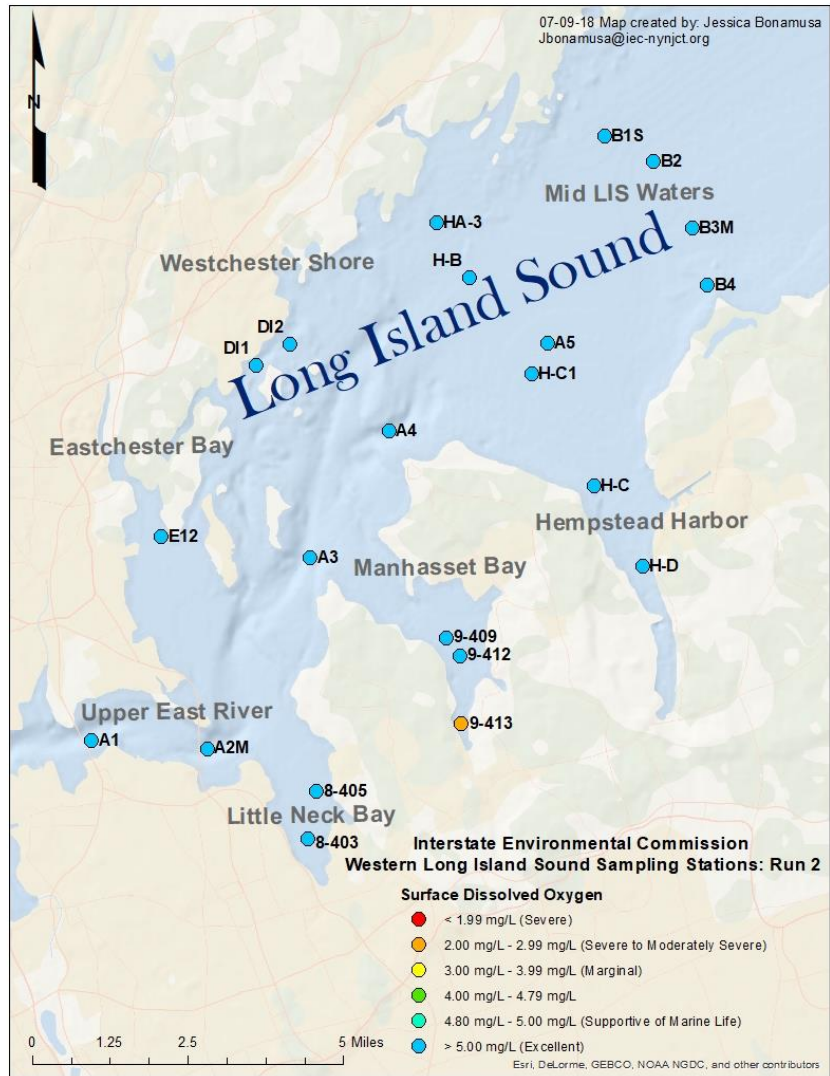 07-09-18 Map created by: Jessica Bonamusa
Jbonamusa@iec-nynjct.org
N
B1S
B2
Mid LIS Waters
HA-3
B3M
Westchester Shore
H-B
B4
Long Island Sound
DI2
A5
DI1
H-C1
A4
Eastchester Bay
H-C
Hempstead Harbor
E12
A3
Manhasset Bay
H-D
9-409
9-412
Upper East River
9-413
A1
A2M
8-405
Little Neck Bay
8-403
Interstate Environmental Commission
Western Long Island Sound Sampling Stations: Run 2
Surface Dissolved Oxygen
< 1.99 mg/L (Severe)
2.00 mg/L - 2.99 mg/L (Severe to Moderately Severe)
3.00 mg/L - 3.99 mg/L (Marginal)
4.00 mg/L - 4.79 mg/L
4.80 mg/L - 5.00 mg/L (Supportive of Marine Life)
> 5.00 mg/L (Excellent)
0 1.25 2.5 5 Miles
Esri, DeLorme, GEBCO, NOAA NGDC, and other contributors